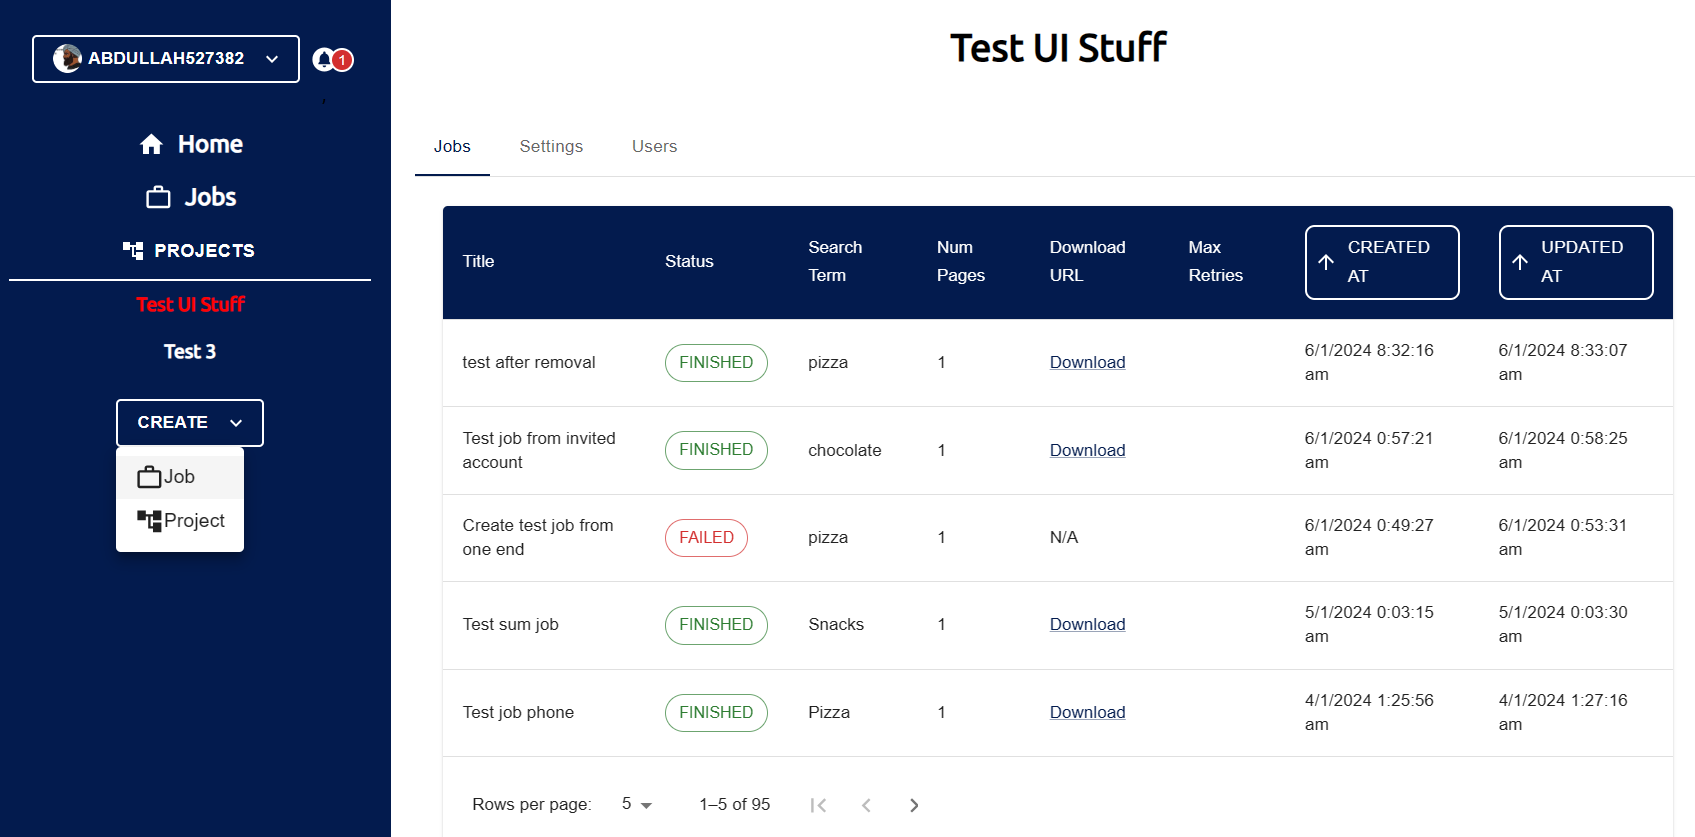 ABDULLAH527382
1
Home
Jobs
PROJECTS
Test UI Stuff
Test 3
CREATE
Job
Project
Test UI Stuff
Jobs Settings Users
Title Status Search Term Num Pages Download URL Max Retries CREATED AT UPDATED AT
test after removal FINISHED pizza 1 Download 6/1/2024 8:32:16 am 6/1/2024 8:33:07 am
Test job from invited account FINISHED chocolate 1 Download 6/1/2024 0:57:21 am 6/1/2024 0:58:25 am
Create test job from one end FAILED pizza 1 N/A 6/1/2024 0:49:27 am 6/1/2024 0:53:31 am
Test sum job FINISHED Snacks 1 Download 5/1/2024 0:03:15 am 5/1/2024 0:03:30 am
Test job phone FINISHED Pizza 1 Download 4/1/2024 1:25:56 am 4/1/2024 1:27:16 am
Rows per page: 5 1–5 of 95